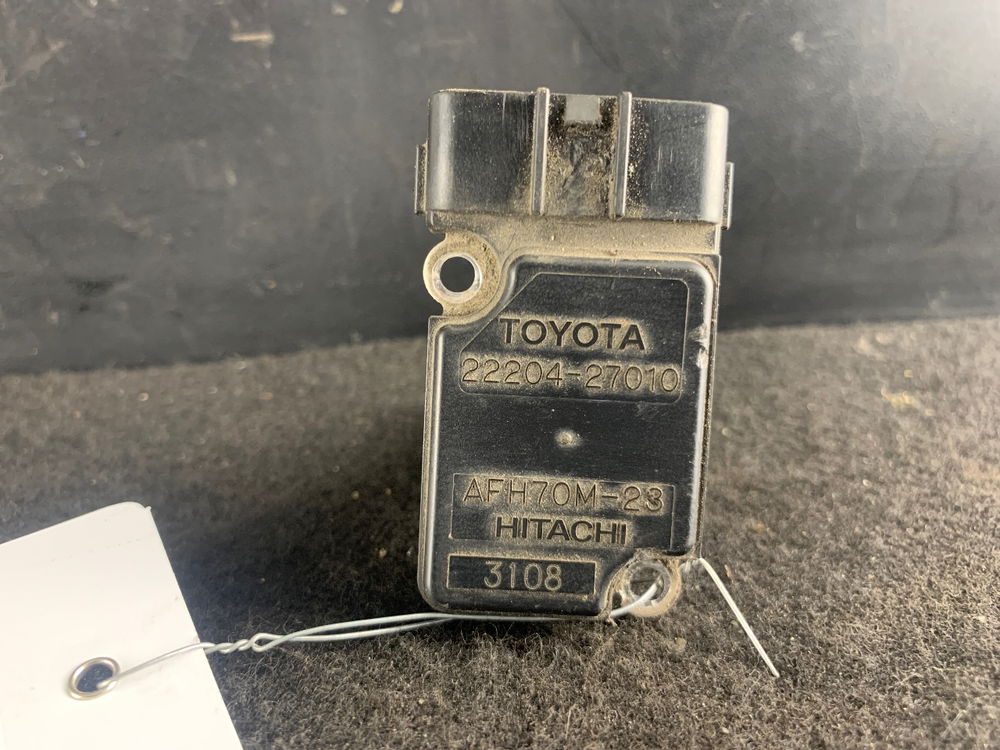 TOYOTA
22204-27010
AFH70M-23
HITACHI
3108